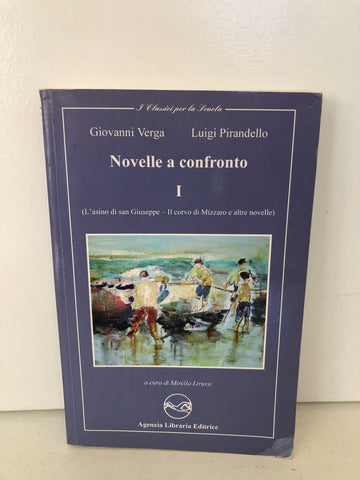 I Classici per la Scuola
Giovanni Verga Luigi Pirandello
Novelle a confronto
I
(L'asino di san Giuseppe – Il corvo di Mizzaro e altre novelle)
a cura di Mirella Lirussi
Agenzia Libraria Editrice